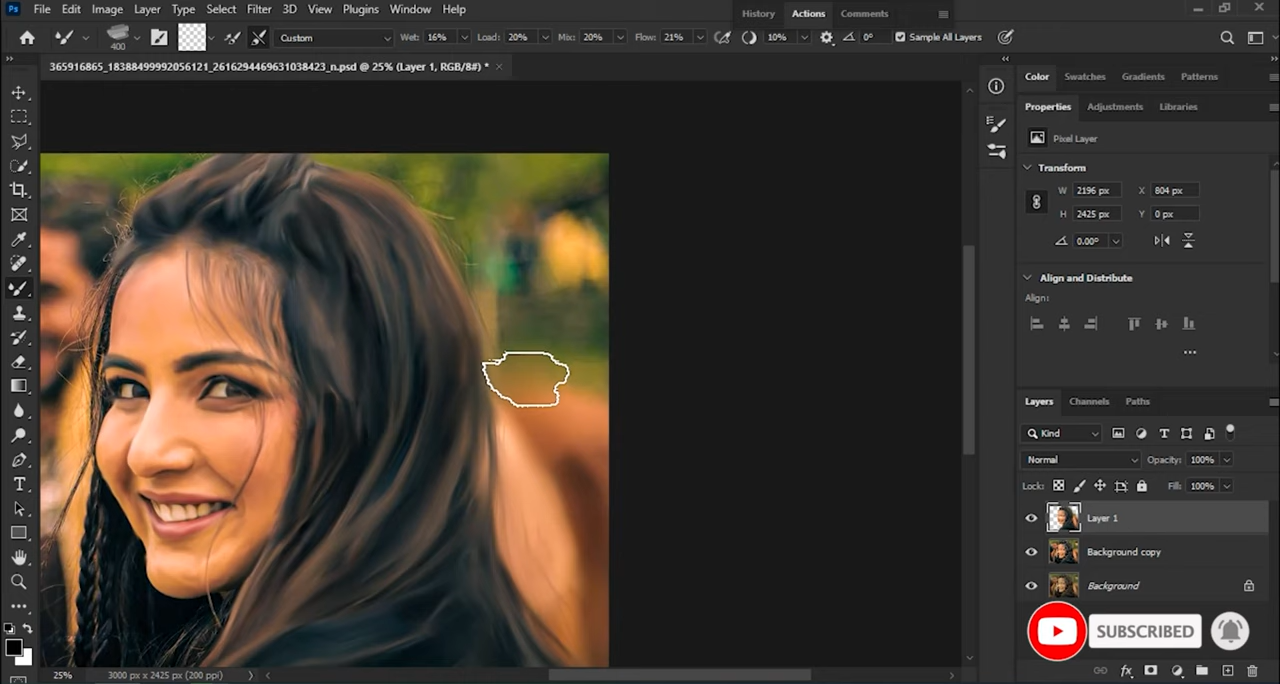 Ps File Edit Image Layer Type Select Filter 3D View Plugins Window Help
History Actions Comments
400 Custom Wet: 16% Load: 20% Mix: 20% Flow: 21% 10% 0° Sample All Layers
365916865_18388499992056121_2616294469631038423_n.psd @ 25% (Layer 1, RGB/8#) *
Color Swatches Gradients Patterns
Properties Adjustments Libraries
Pixel Layer
Transform
W 2196 px X 804 px
H 2425 px Y 0 px
0.00°
Align and Distribute
Align:
Layers Channels Paths
Kind
Normal Opacity: 100%
Lock: Fill: 100%
Layer 1
Background copy
Background
SUBSCRIBED
25% 3000 px x 2425 px (200 ppi)